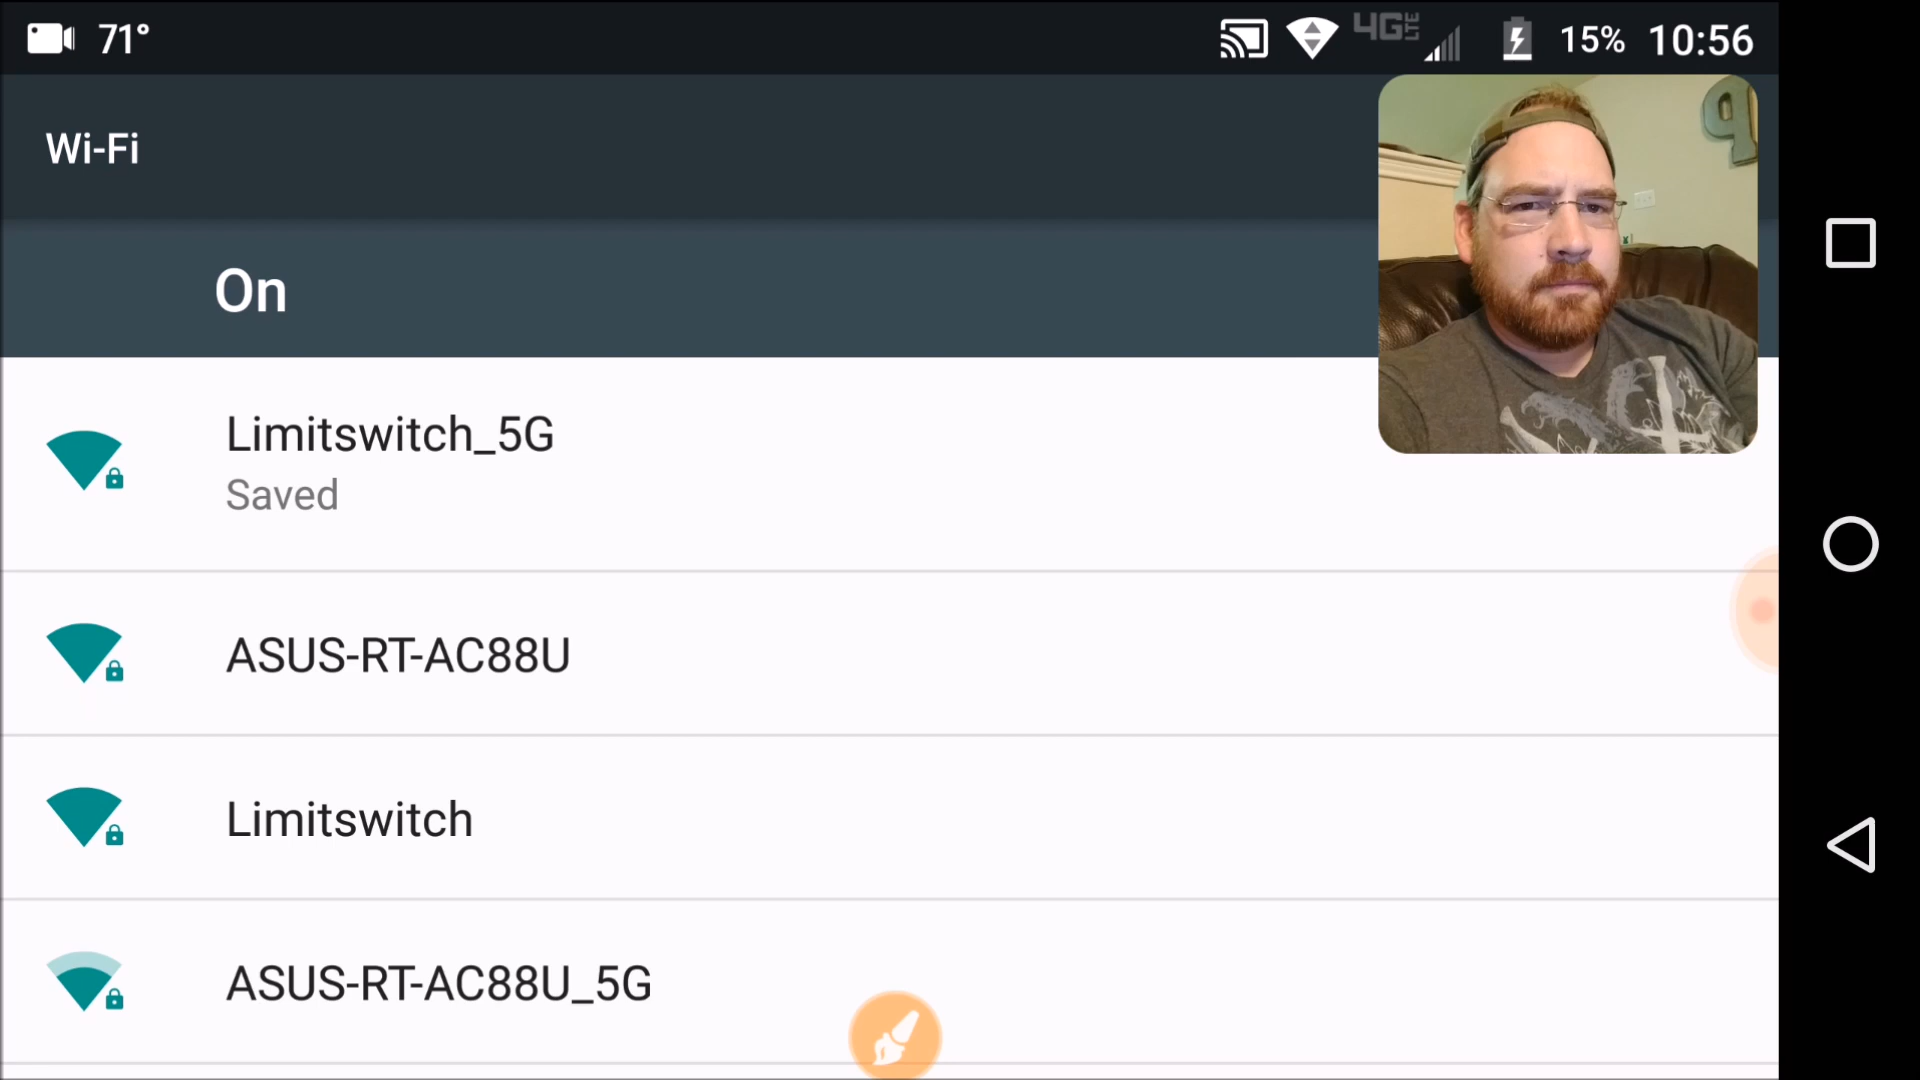 71° 4G LTE 15% 10:56
Wi-Fi
On
Limitswitch_5G
Saved
ASUS-RT-AC88U
Limitswitch
ASUS-RT-AC88U_5G